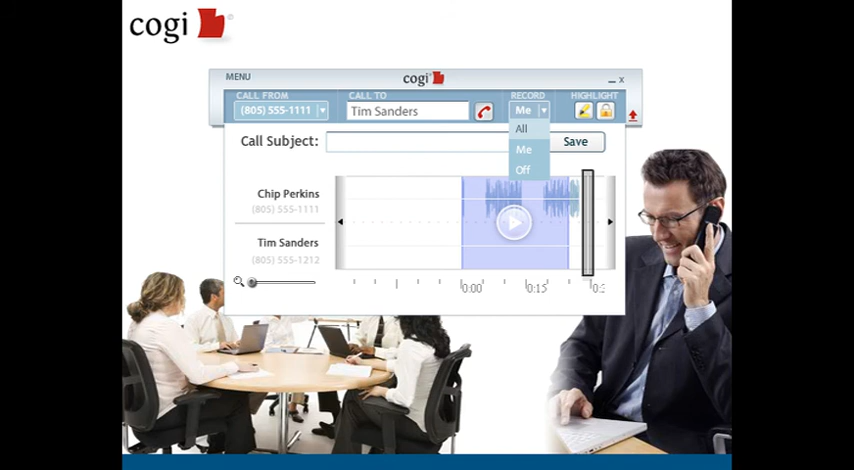 cogi
MENU
cogi
CALL FROM CALL TO RECORD HIGHLIGHT
(805) 555-1111 Tim Sanders Me
All
Call Subject: Save
Me
Off
Chip Perkins
(805) 555-1111
Tim Sanders
(805) 555-1212
0:00 0:15